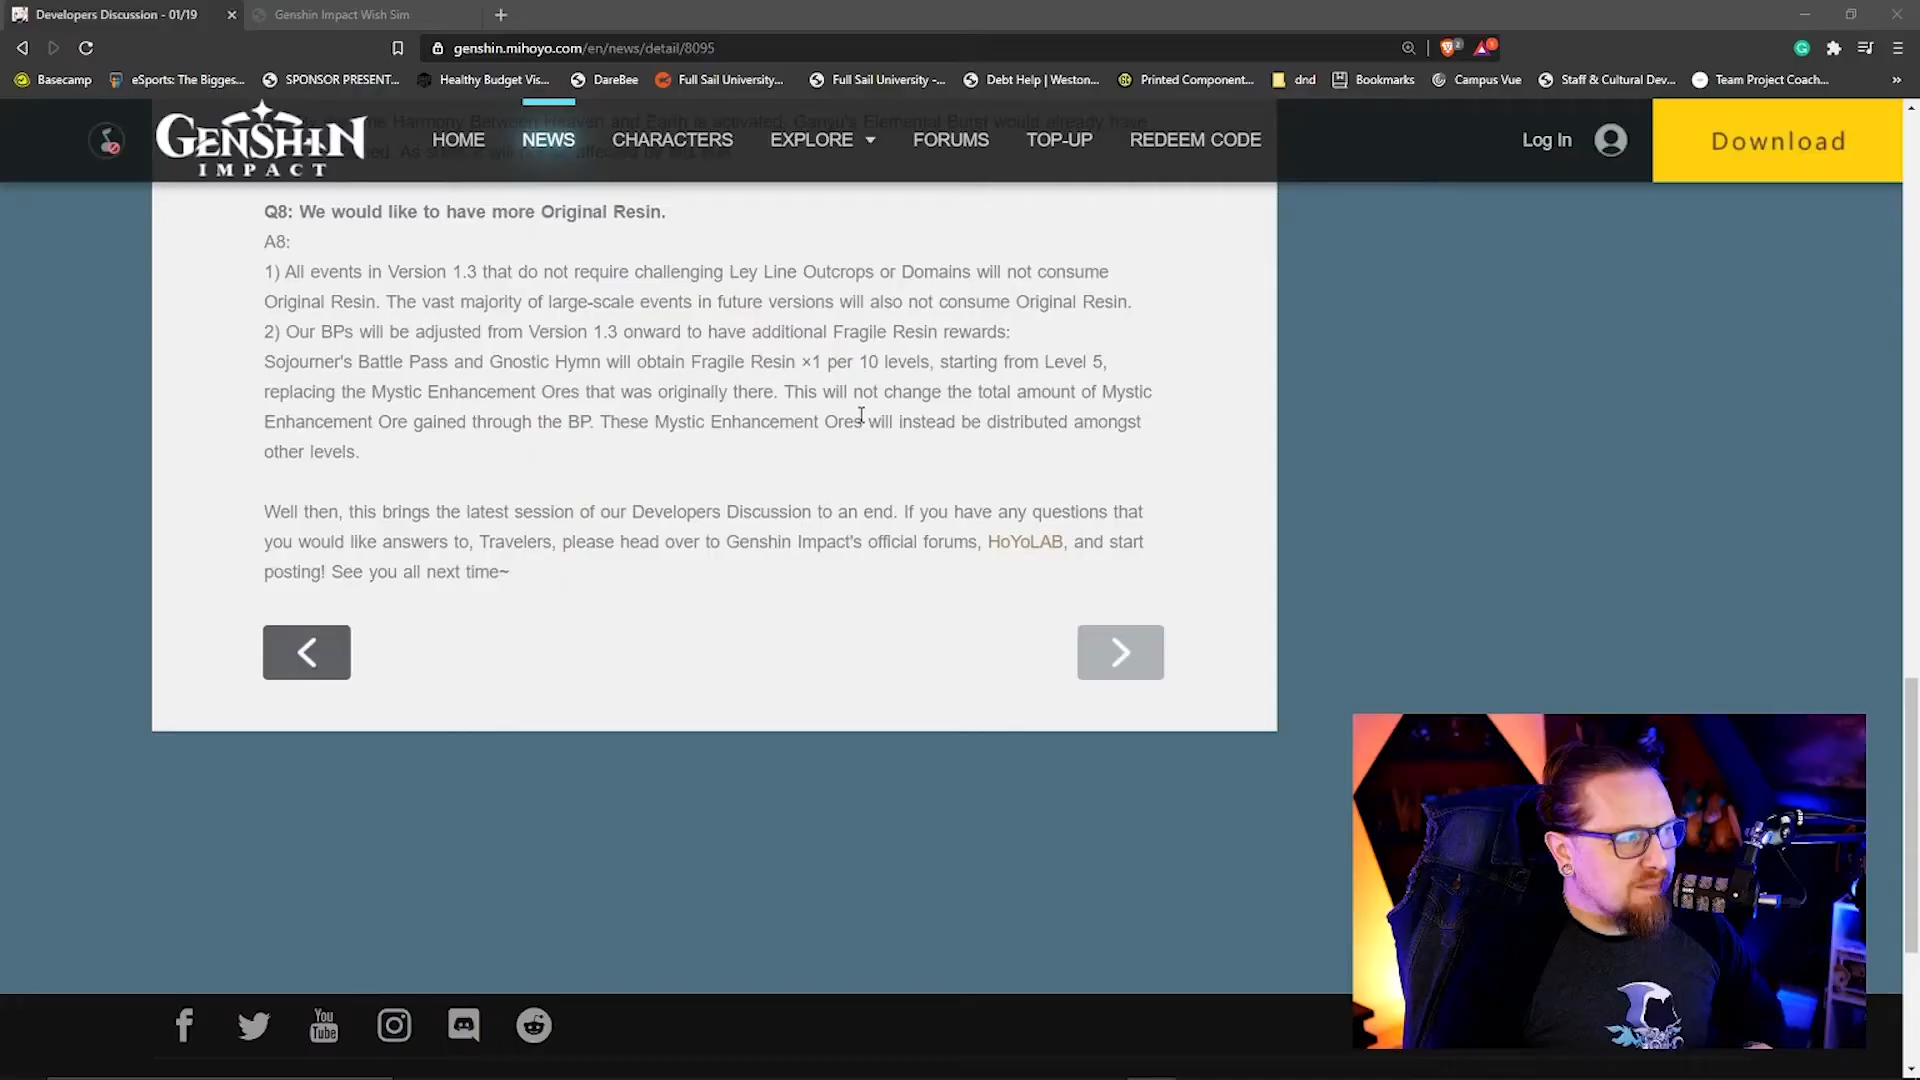 Developers Discussion - 01/19
Genshin Impact Wish Sim
genshin.mihoyo.com/en/news/detail/8095
2
1
Basecamp
eSports: The Bigges...
SPONSOR PRESENT...
Healthy Budget Vis...
DareBee
Full Sail University...
Full Sail University -...
Debt Help | Weston...
Printed Component...
dnd
Bookmarks
Campus Vue
Staff & Cultural Dev...
Team Project Coach...
»
GENSHIN
IMPACT
HOME
NEWS
CHARACTERS
EXPLORE
FORUMS
TOP-UP
REDEEM CODE
Log In
Download
Q8: We would like to have more Original Resin.
A8:
1) All events in Version 1.3 that do not require challenging Ley Line Outcrops or Domains will not consume
Original Resin. The vast majority of large-scale events in future versions will also not consume Original Resin.
2) Our BPs will be adjusted from Version 1.3 onward to have additional Fragile Resin rewards:
Sojourner's Battle Pass and Gnostic Hymn will obtain Fragile Resin ×1 per 10 levels, starting from Level 5,
replacing the Mystic Enhancement Ores that was originally there. This will not change the total amount of Mystic
Enhancement Ore gained through the BP. These Mystic Enhancement Ores will instead be distributed amongst
other levels.
Well then, this brings the latest session of our Developers Discussion to an end. If you have any questions that
you would like answers to, Travelers, please head over to Genshin Impact's official forums, HoYoLAB, and start
posting! See you all next time~
You
Tube